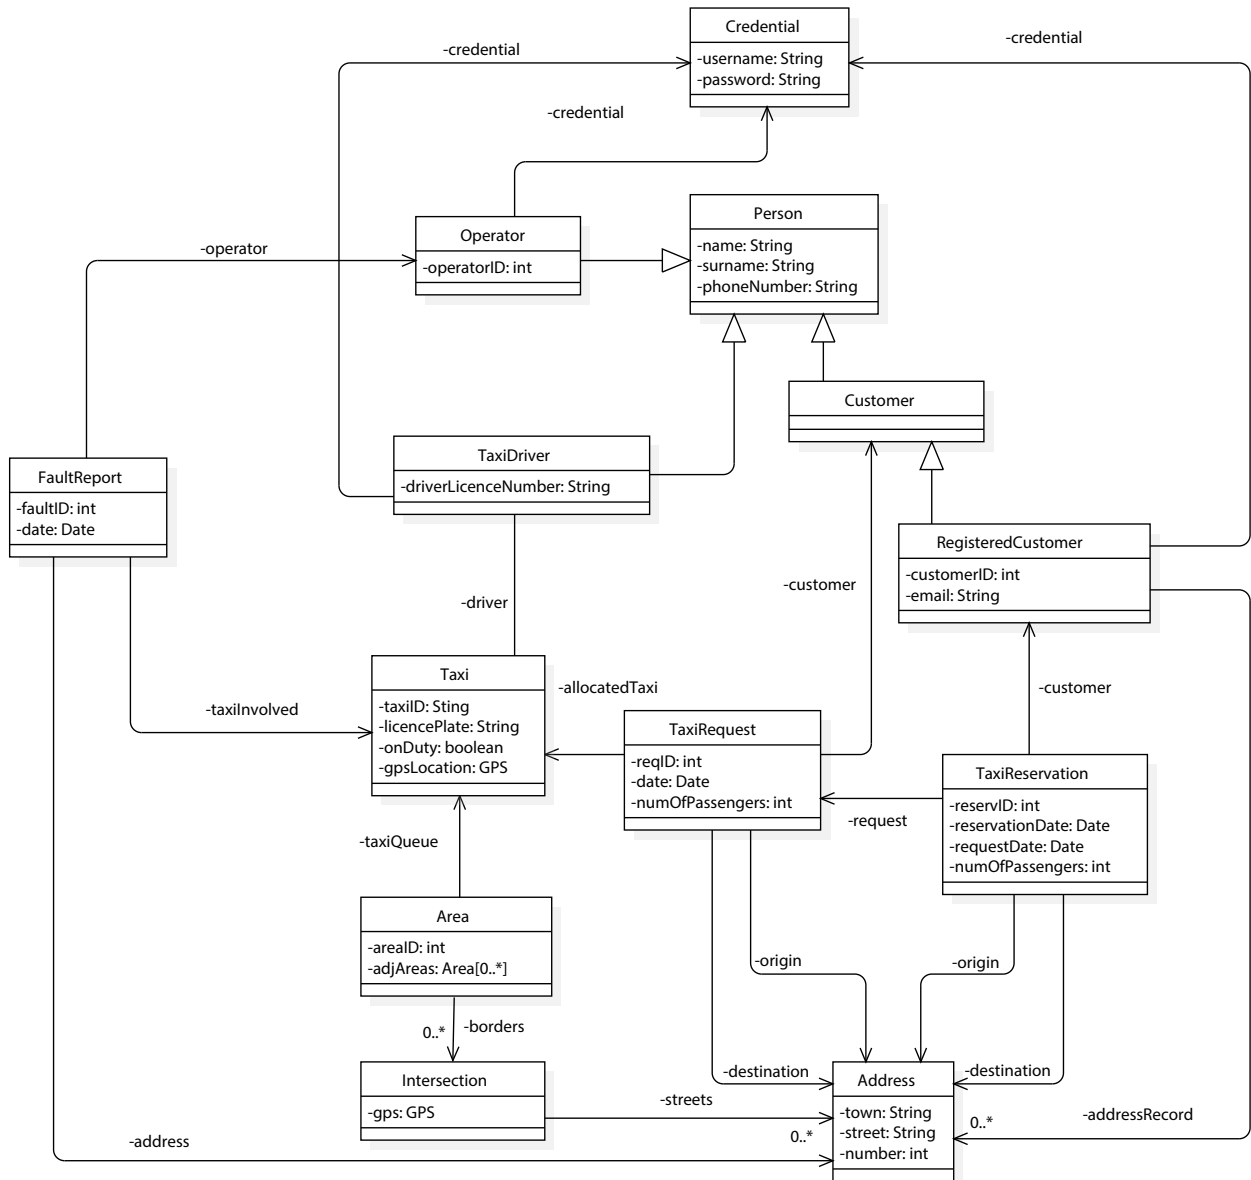 Credential
-username: String
-password: String
-credential
-credential
-credential
Person
-name: String
-surname: String
-phoneNumber: String
Operator
-operatorID: int
-operator
Customer
TaxiDriver
-driverLicenceNumber: String
FaultReport
-faultID: int
-date: Date
RegisteredCustomer
-customerID: int
-email: String
-customer
-driver
Taxi
-taxiID: Sting
-licencePlate: String
-onDuty: boolean
-gpsLocation: GPS
-allocatedTaxi
-customer
-taxiInvolved
TaxiRequest
-reqID: int
-date: Date
-numOfPassengers: int
TaxiReservation
-reservID: int
-reservationDate: Date
-requestDate: Date
-numOfPassengers: int
-request
-taxiQueue
Area
-areaID: int
-adjAreas: Area[0..*]
-origin
-origin
0..*
-borders
Intersection
-gps: GPS
-destination
-destination
Address
-town: String
-street: String
-number: int
-streets
0..*
0..*
-addressRecord
-address